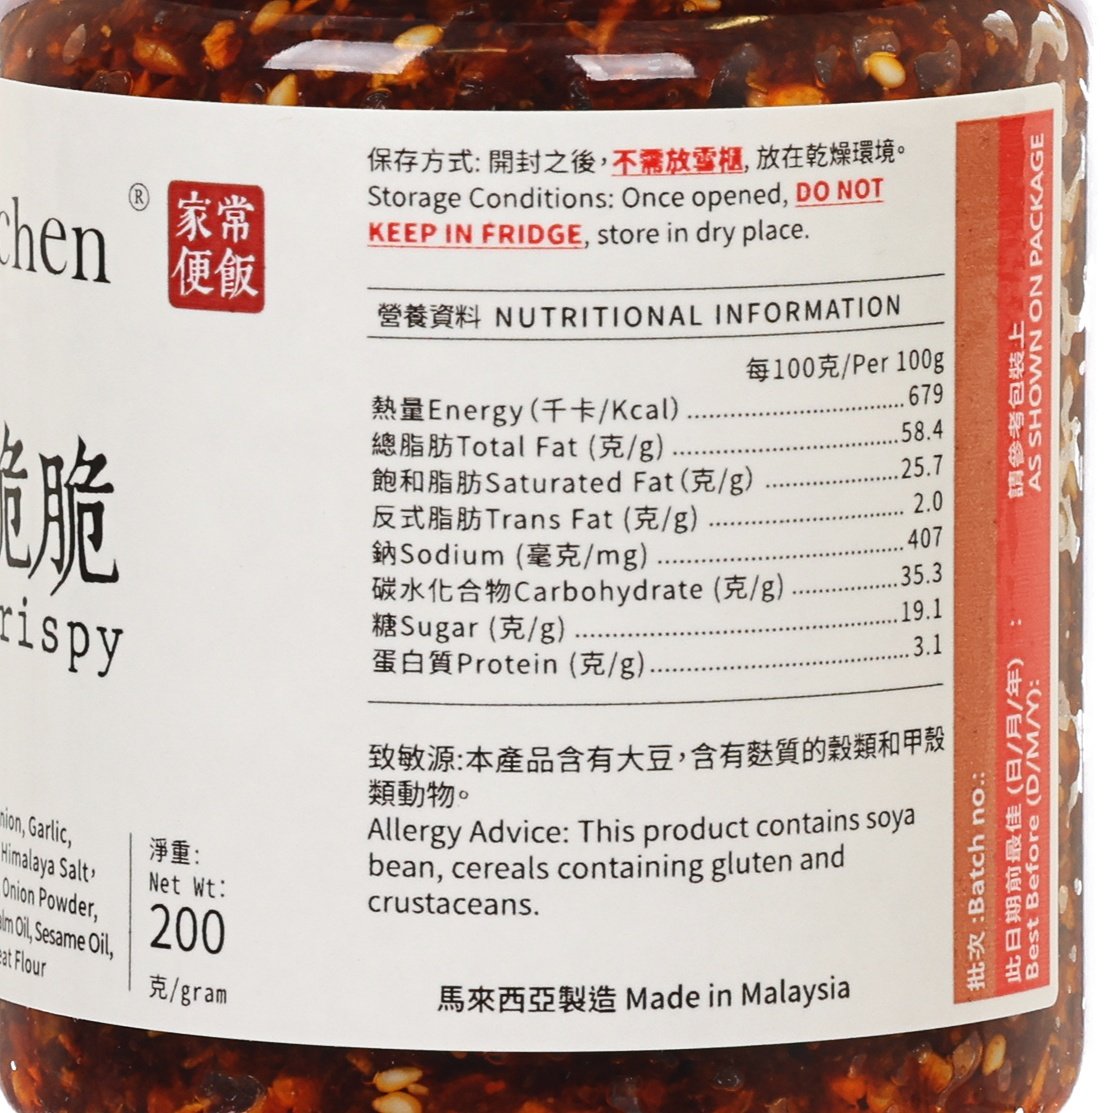 chen ®
家常
便飯
脆脆
rispy
Onion, Garlic,
Himalaya Salt,
Onion Powder,
Palm Oil, Sesame Oil,
Wheat Flour
淨重:
Net Wt:
200
克/gram
保存方式: 開封之後，不需放雪櫃, 放在乾燥環境。
Storage Conditions: Once opened, DO NOT
KEEP IN FRIDGE, store in dry place.
營養資料 NUTRITIONAL INFORMATION
每100克/Per 100g
熱量Energy (千卡/Kcal) 679
總脂肪Total Fat (克/g) 58.4
飽和脂肪Saturated Fat (克/g) 25.7
反式脂肪Trans Fat (克/g) 2.0
鈉Sodium (毫克/mg) 407
碳水化合物Carbohydrate (克/g) 35.3
糖Sugar (克/g) 19.1
蛋白質Protein (克/g) 3.1
致敏源:本產品含有大豆，含有麩質的穀類和甲殼
類動物。
Allergy Advice: This product contains soya
bean, cereals containing gluten and
crustaceans.
馬來西亞製造 Made in Malaysia
批次 :Batch no.:
此日期前最佳 (日/月/年) : 請參考包裝上
Best Before (D/M/Y): AS SHOWN ON PACKAGE